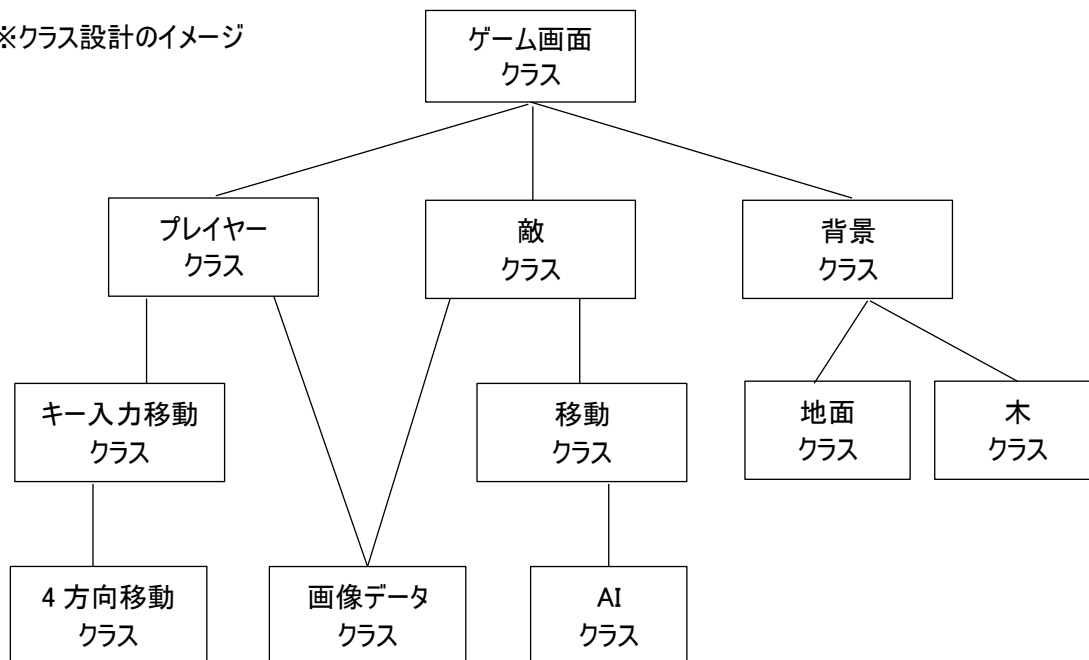 ※クラス設計のイメージ
ゲーム画面
クラス
プレイヤー
クラス
敵
クラス
背景
クラス
キー入力移動
クラス
移動
クラス
地面
クラス
木
クラス
4 方向移動
クラス
画像データ
クラス
AI
クラス